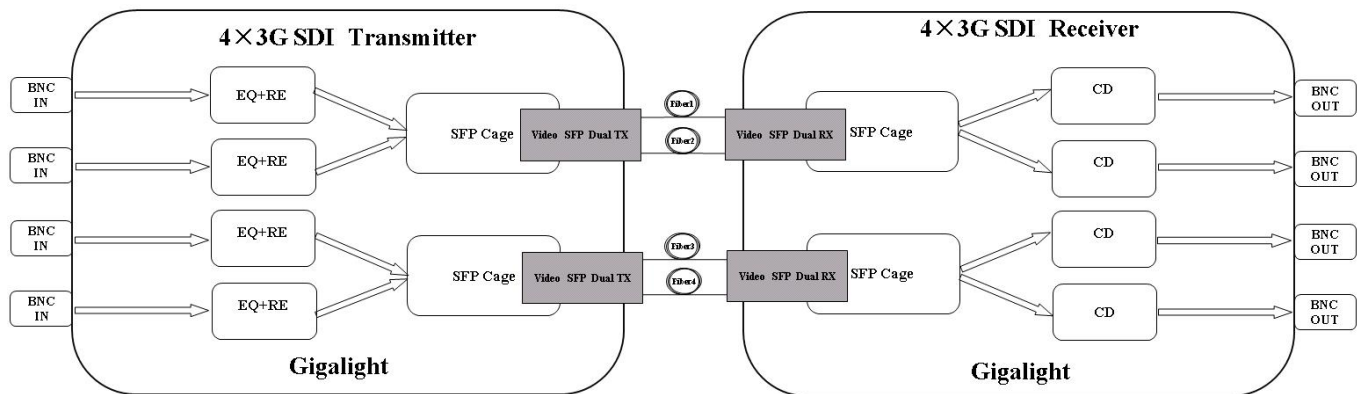 4×3G SDI Transmitter
BNC
IN
EQ+RE
BNC
IN
EQ+RE
SFP Cage
Video SFP Dual TX
BNC
IN
EQ+RE
BNC
IN
EQ+RE
SFP Cage
Video SFP Dual TX
Gigalight
Fiber1
Fiber2
Fiber3
Fiber4
4×3G SDI Receiver
Video SFP Dual RX
SFP Cage
CD
BNC
OUT
CD
BNC
OUT
Video SFP Dual RX
SFP Cage
CD
BNC
OUT
CD
BNC
OUT
Gigalight